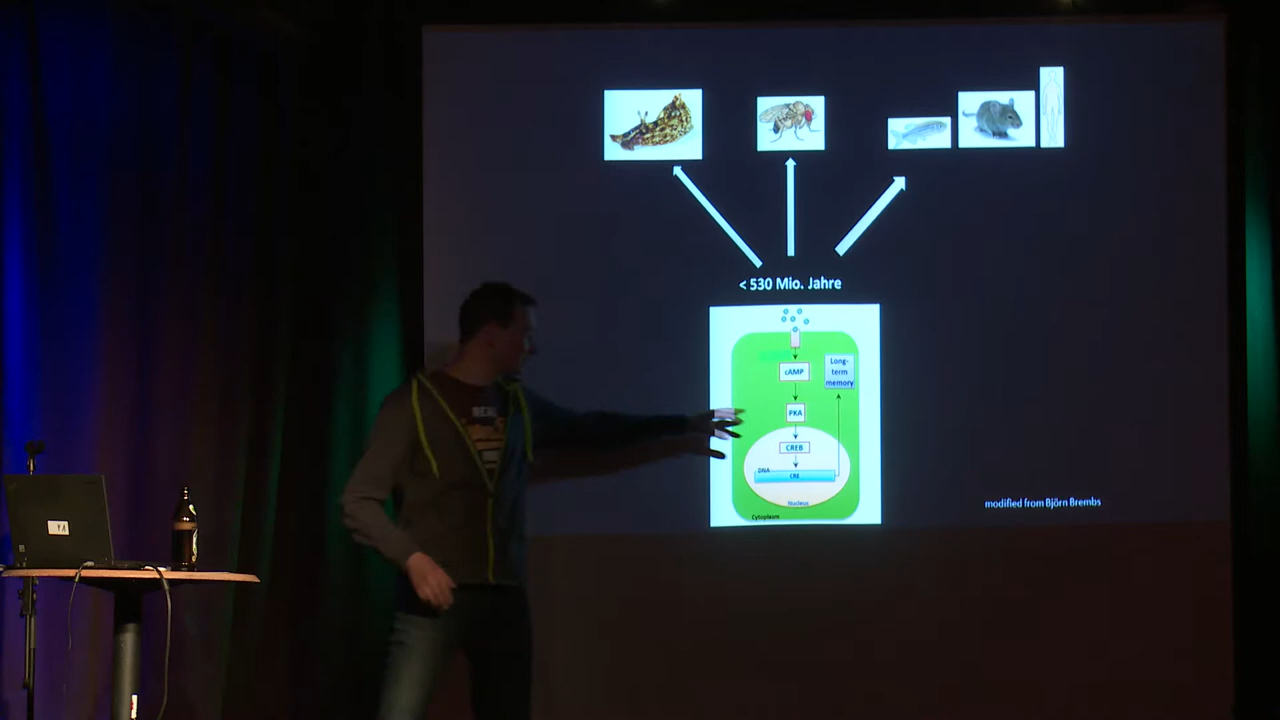 < 530 Mio. Jahre
cAMP
Long-
term
memory
PKA
CREB
DNA
CRE
Nucleus
Cytoplasm
modified from Björn Brembs